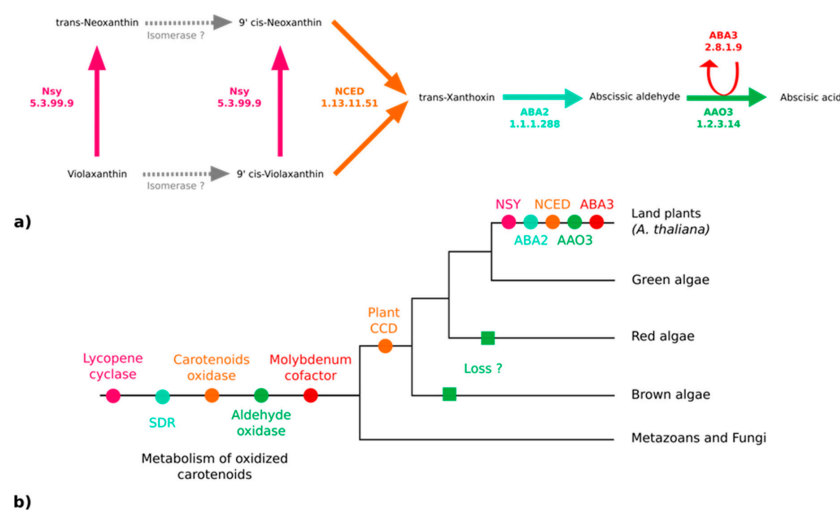 trans-Neoxanthin
Isomerase ?
9' cis-Neoxanthin
Nsy
5.3.99.9
Nsy
5.3.99.9
NCED
1.13.11.51
trans-Xanthoxin
ABA2
1.1.1.288
Abscissic aldehyde
ABA3
2.8.1.9
AAO3
1.2.3.14
Abscisic acid
Violaxanthin
Isomerase ?
9' cis-Violaxanthin
a)
NSY
NCED
ABA3
ABA2
AAO3
Land plants
(A. thaliana)
Green algae
Plant
CCD
Red algae
Loss ?
Lycopene
cyclase
Carotenoids
oxidase
Molybdenum
cofactor
SDR
Aldehyde
oxidase
Brown algae
Metazoans and Fungi
Metabolism of oxidized
carotenoids
b)